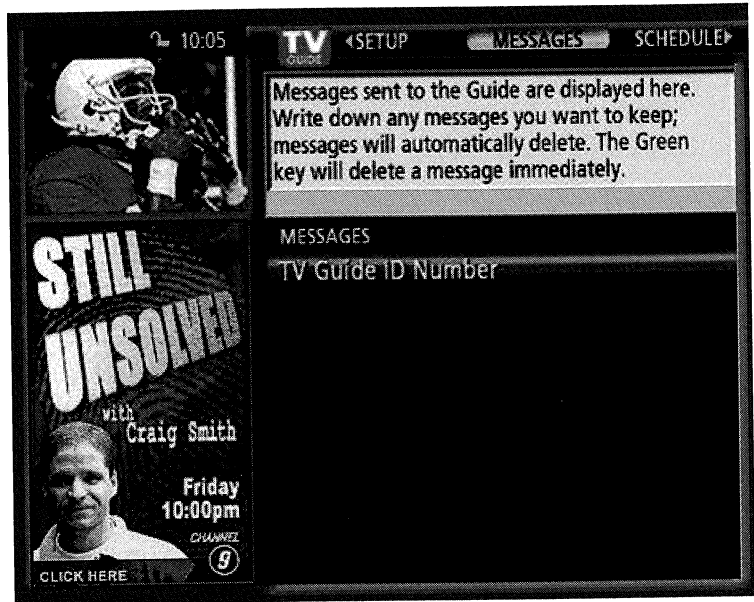 10:05
TV
GUIDE
SETUP
MESSAGES
SCHEDULE
Messages sent to the Guide are displayed here.
Write down any messages you want to keep;
messages will automatically delete. The Green
key will delete a message immediately.
MESSAGES
TV Guide ID Number
STILL
UNSOLVED
with
Craig Smith
Friday
10:00pm
CHANNEL
9
CLICK HERE